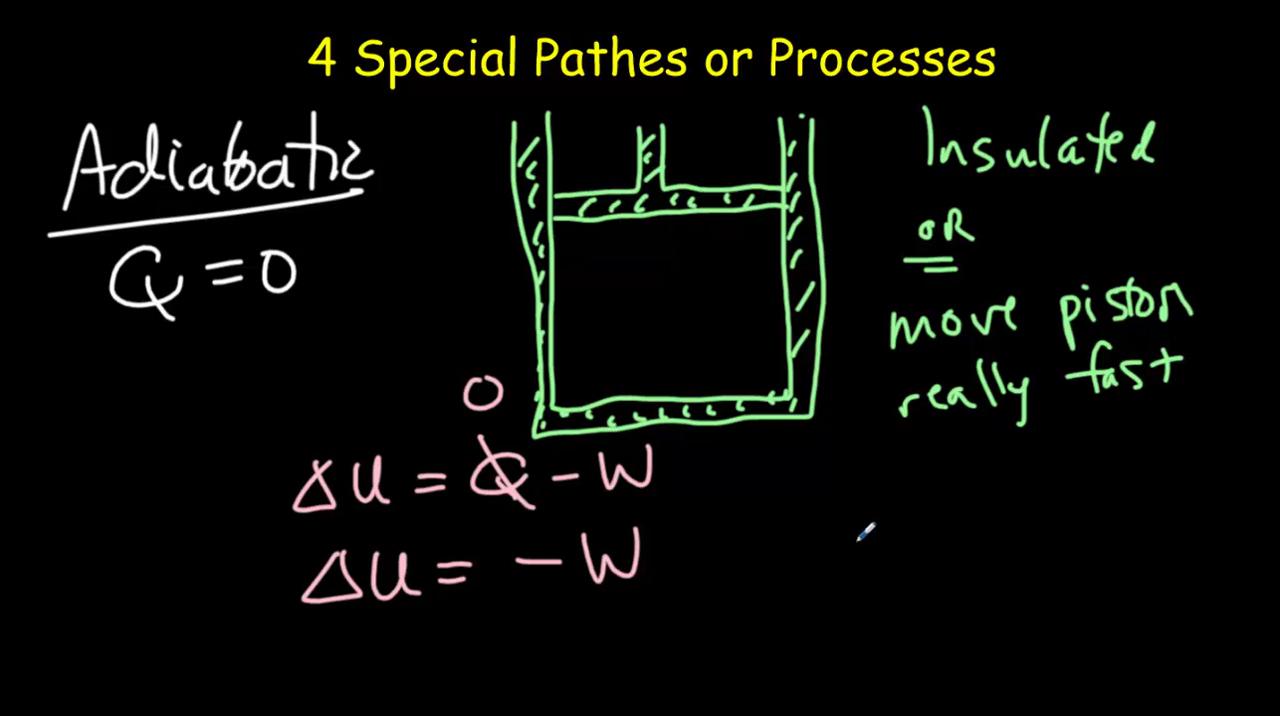 4 Special Pathes or Processes
Adiabatic
Q = 0
Insulated
OR
move piston
really fast
0
ΔU = Q - W
ΔU = - W